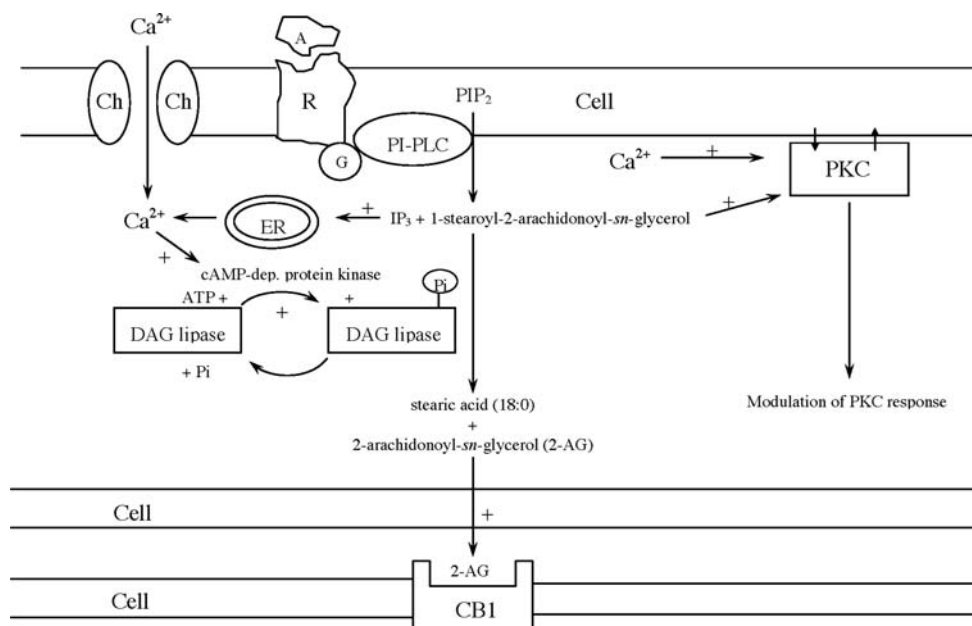 Ca²⁺
A
Ch
Ch
R
PIP₂
Cell
G
PI-PLC
Ca²⁺
+
PKC
Ca²⁺
ER
+
IP₃ + 1-stearoyl-2-arachidonoyl-sn-glycerol
+
+
cAMP-dep. protein kinase
Pi
ATP +
+
+
DAG lipase
DAG lipase
+ Pi
stearic acid (18:0)
+
2-arachidonoyl-sn-glycerol (2-AG)
Modulation of PKC response
Cell
+
2-AG
Cell
CB1